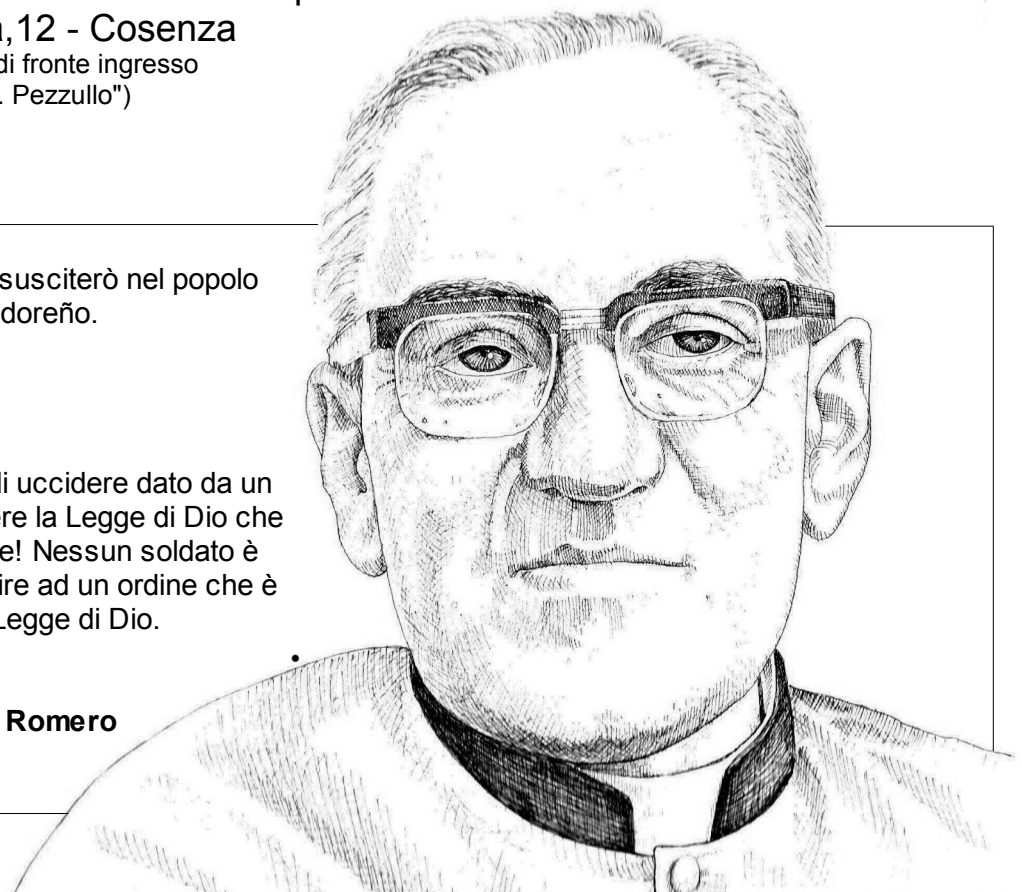 a,12 - Cosenza
di fronte ingresso
. Pezzullo")
susciterò nel popolo
doreño.
di uccidere dato da un
ere la Legge di Dio che
e! Nessun soldato è
ire ad un ordine che è
Legge di Dio.
Romero